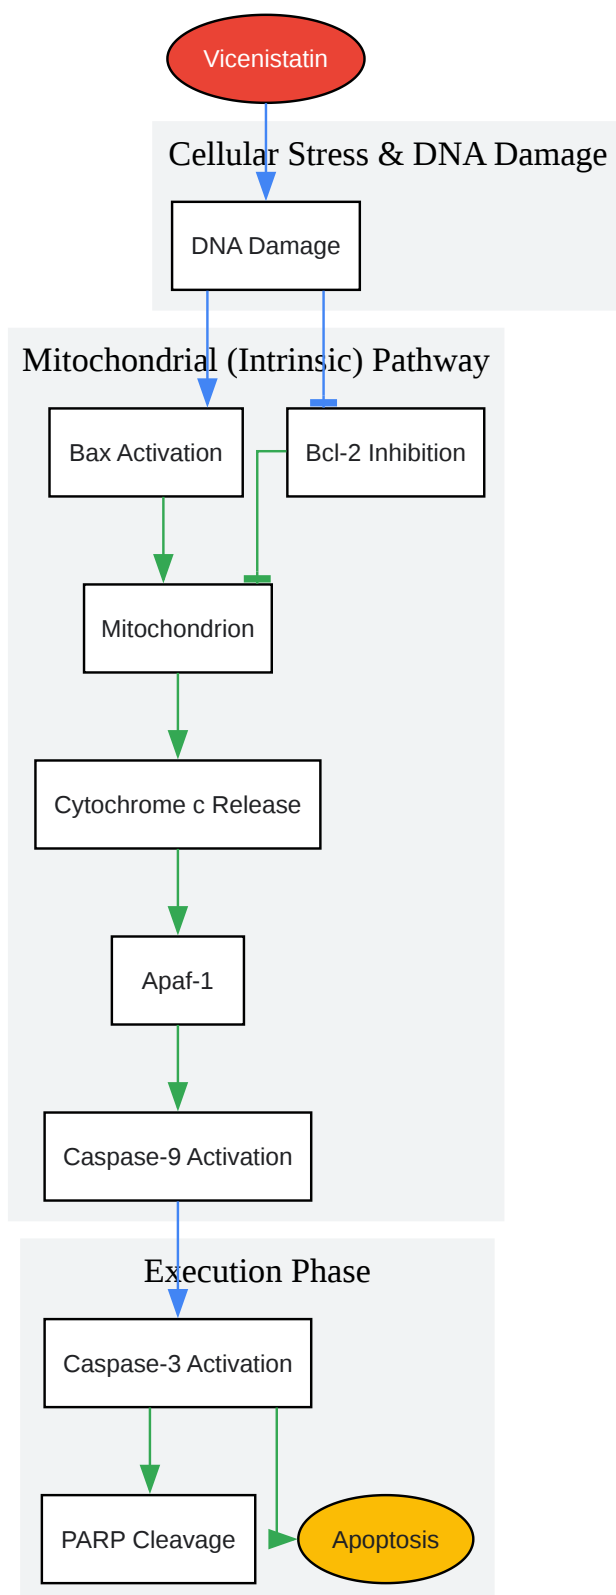 Vicenistatin
Cellular Stress & DNA Damage
DNA Damage
Mitochondrial (Intrinsic) Pathway
Bax Activation
Bcl-2 Inhibition
Mitochondrion
Cytochrome c Release
Apaf-1
Caspase-9 Activation
Execution Phase
Caspase-3 Activation
PARP Cleavage
Apoptosis